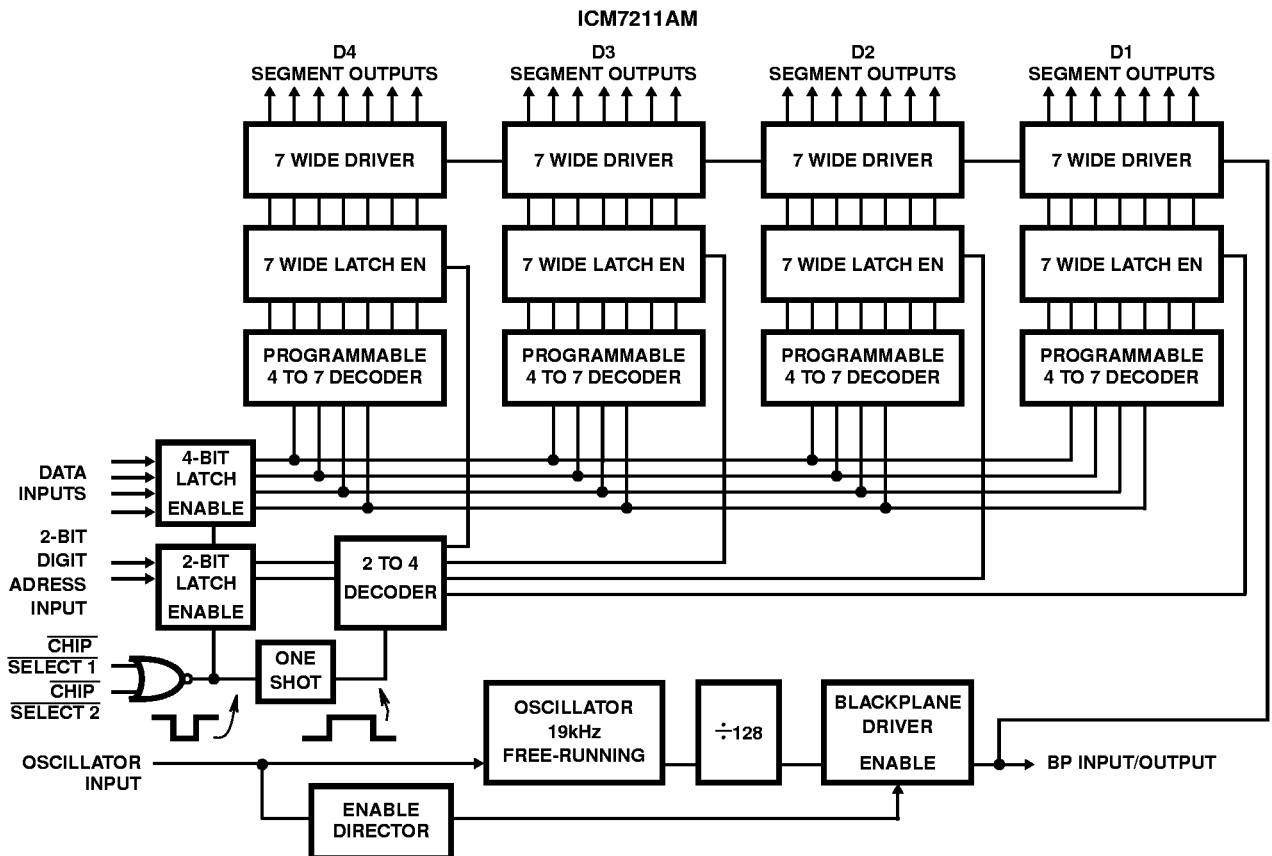 ICM7211AM
D4
SEGMENT OUTPUTS
D3
SEGMENT OUTPUTS
D2
SEGMENT OUTPUTS
D1
SEGMENT OUTPUTS
7 WIDE DRIVER
7 WIDE DRIVER
7 WIDE DRIVER
7 WIDE DRIVER
7 WIDE LATCH EN
7 WIDE LATCH EN
7 WIDE LATCH EN
7 WIDE LATCH EN
PROGRAMMABLE
4 TO 7 DECODER
PROGRAMMABLE
4 TO 7 DECODER
PROGRAMMABLE
4 TO 7 DECODER
PROGRAMMABLE
4 TO 7 DECODER
DATA
INPUTS
4-BIT
LATCH
ENABLE
2-BIT
DIGIT
ADRESS
INPUT
2-BIT
LATCH
ENABLE
2 TO 4
DECODER
CHIP
SELECT 1
CHIP
SELECT 2
ONE
SHOT
OSCILLATOR
19kHz
FREE-RUNNING
÷128
BLACKPLANE
DRIVER
ENABLE
OSCILLATOR
INPUT
BP INPUT/OUTPUT
ENABLE
DIRECTOR